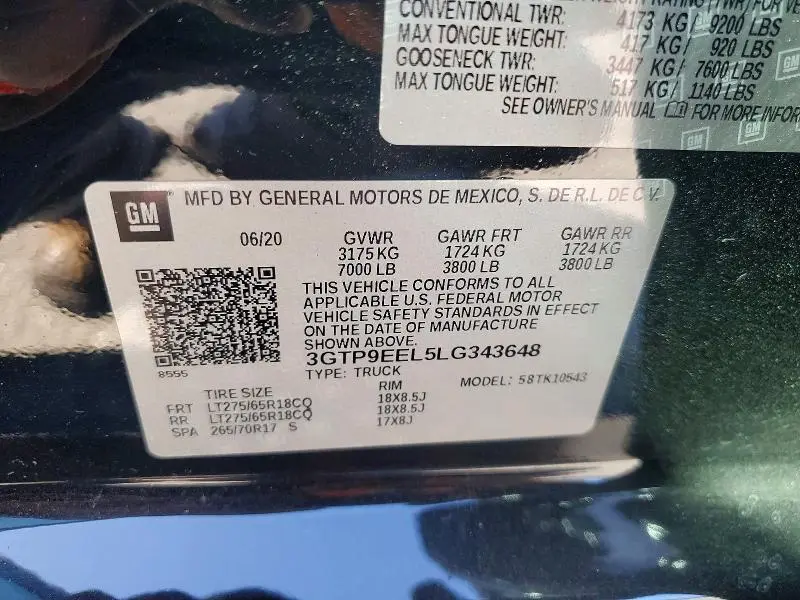 CONVENTIONAL TWR: 4173 KG/ 9200 LBS
MAX TONGUE WEIGHT: 417 KG/ 920 LBS
GOOSENECK TWR: 3447 KG/ 7600 LBS
MAX TONGUE WEIGHT: 517 KG/ 1140 LBS
SEE OWNER'S MANUAL FOR MORE
GM
GM
GM
GM MFD BY GENERAL MOTORS DE MEXICO, S. DE R.L. DE C.V.
06/20 GVWR GAWR FRT GAWR RR
3175 KG 1724 KG 1724 KG
7000 LB 3800 LB 3800 LB
THIS VEHICLE CONFORMS TO ALL
APPLICABLE U.S. FEDERAL MOTOR
VEHICLE SAFETY STANDARDS IN EFFECT
ON THE DATE OF MANUFACTURE
SHOWN ABOVE.
3GTP9EEL5LG343648
8555
TYPE: TRUCK MODEL: 58TK10543
TIRE SIZE RIM
FRT LT275/65R18CQ 18X8.5J
RR LT275/65R18CQ 18X8.5J
SPA 265/70R17 S 17X8J